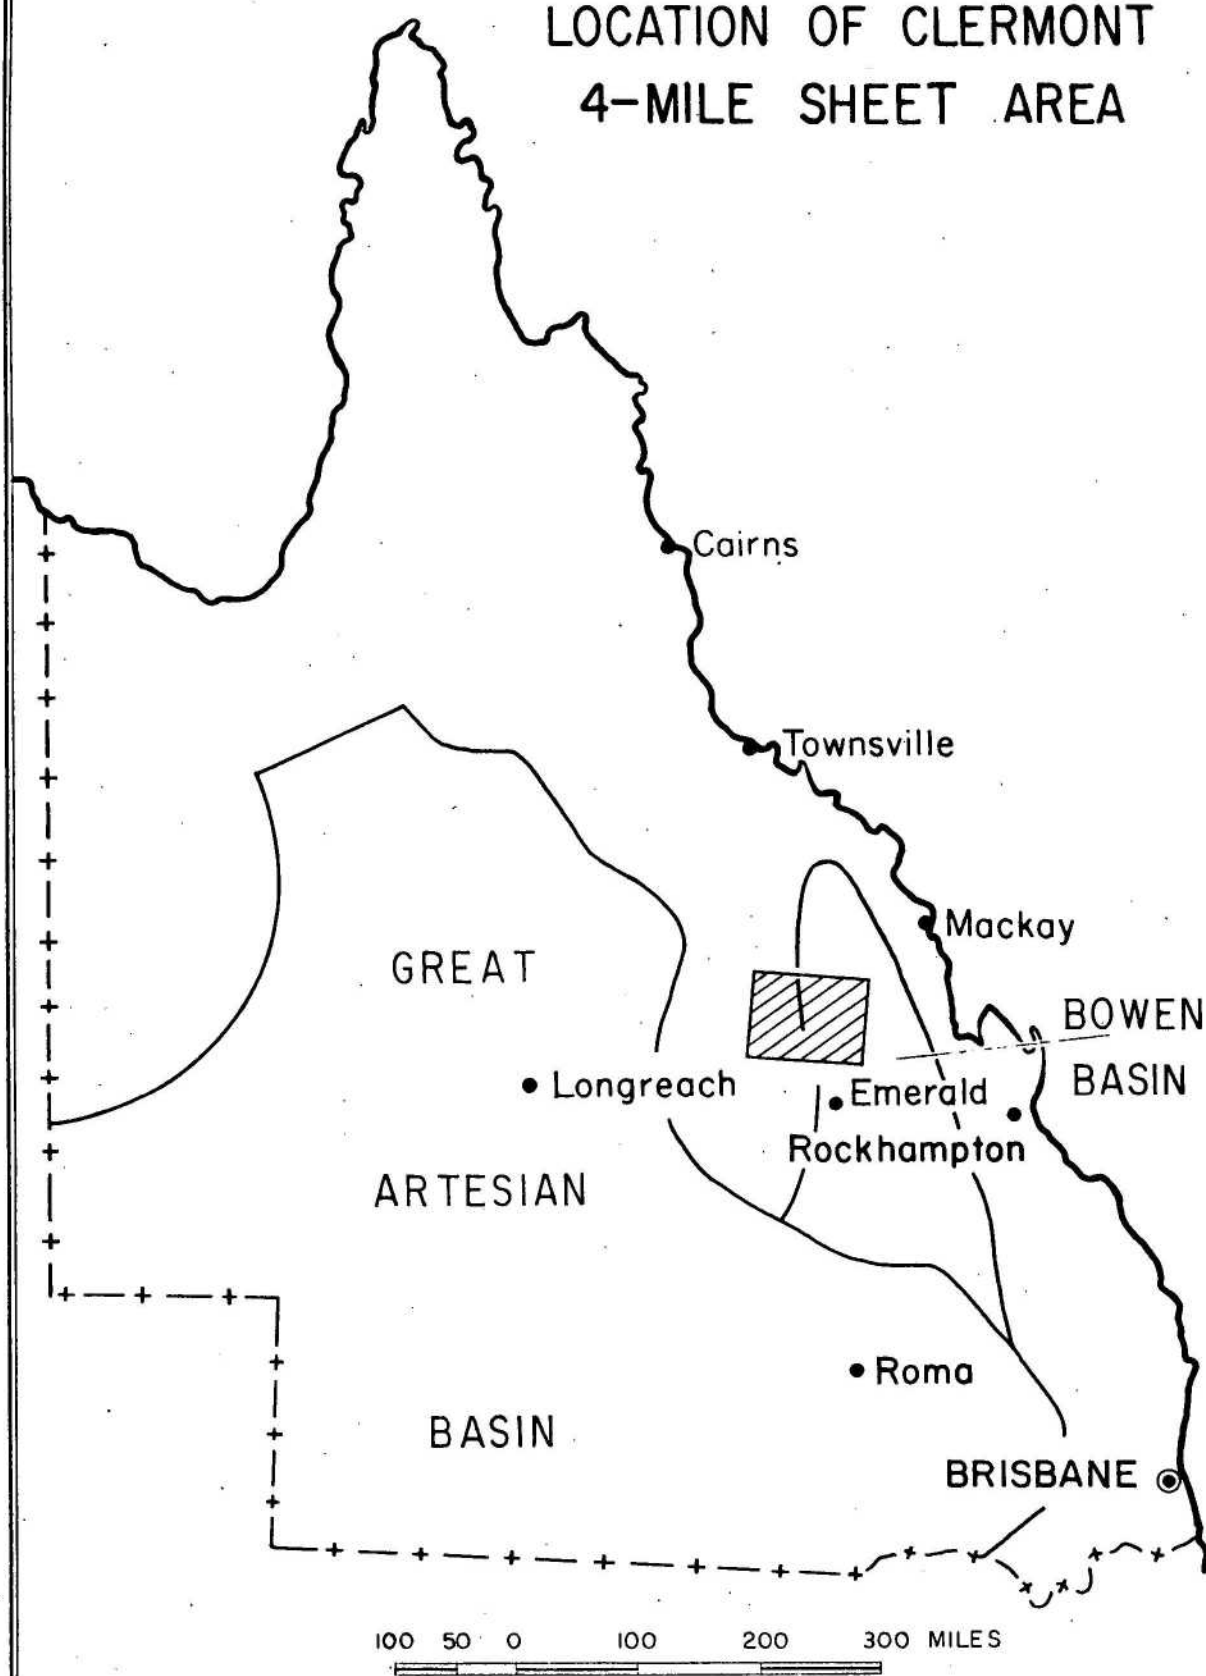 LOCATION OF CLERMONT
4-MILE SHEET AREA
Cairns
Townsville
Mackay
GREAT
BOWEN
BASIN
Longreach
Emerald
Rockhampton
ARTESIAN
Roma
BASIN
BRISBANE
100 50 0 100 200 300 MILES